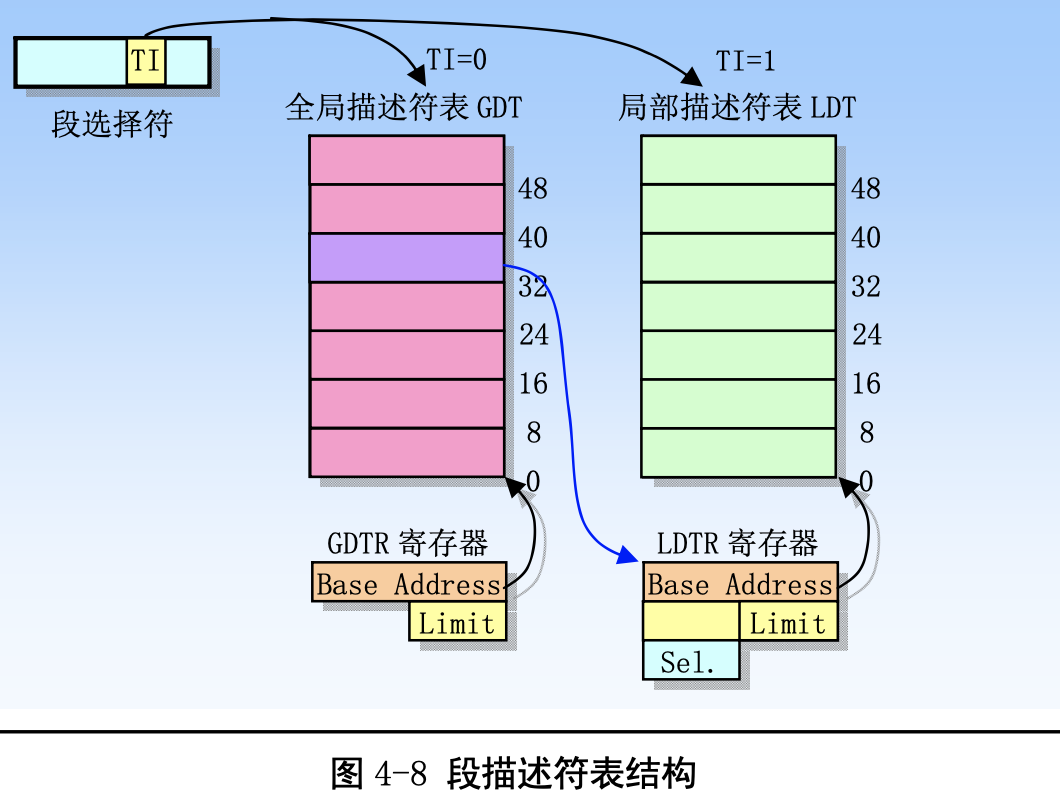 TI
段选择符
TI=0
TI=1
全局描述符表 GDT
局部描述符表 LDT
48
40
32
24
16
8
0
48
40
32
24
16
8
0
GDTR 寄存器
Base Address
Limit
LDTR 寄存器
Base Address
Limit
Sel.
图 4-8 段描述符表结构